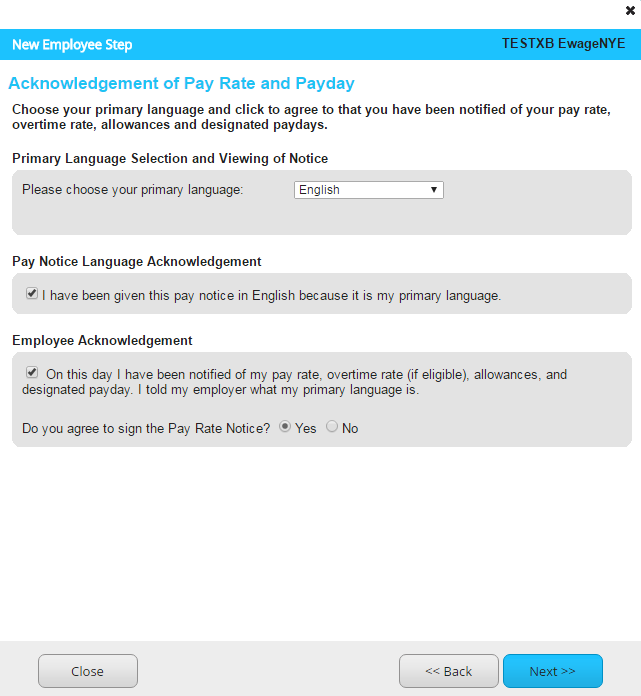 New Employee Step
TESTXB EwageNYE
Acknowledgement of Pay Rate and Payday
Choose your primary language and click to agree to that you have been notified of your pay rate,
overtime rate, allowances and designated paydays.
Primary Language Selection and Viewing of Notice
Please choose your primary language:
English
Pay Notice Language Acknowledgement
I have been given this pay notice in English because it is my primary language.
Employee Acknowledgement
On this day I have been notified of my pay rate, overtime rate (if eligible), allowances, and
designated payday. I told my employer what my primary language is.
Do you agree to sign the Pay Rate Notice? Yes No
Close
<< Back
Next >>